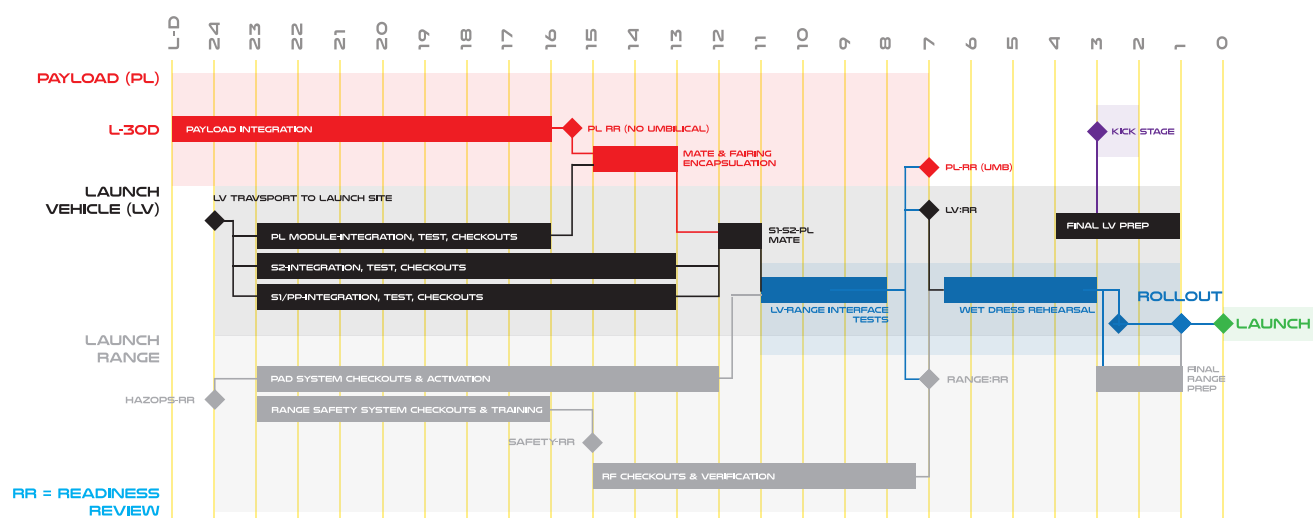 L-D 24 23 22 21 20 19 18 17 16 15 14 13 12 11 10 9 8 7 6 5 4 3 2 1 0
PAYLOAD (PL)
L-30D
PAYLOAD INTEGRATION
PL RR (NO UMBILICAL)
MATE & FAIRING
ENCAPSULATION
KICK STAGE
PL-RR (UMB)
LAUNCH
VEHICLE (LV)
LV TRAVSPORT TO LAUNCH SITE
LV:RR
PL MODULE-INTEGRATION, TEST, CHECKOUTS
S1-S2-PL
MATE
FINAL LV PREP
S2-INTEGRATION, TEST, CHECKOUTS
S1/PP-INTEGRATION, TEST, CHECKOUTS
LV-RANGE INTERFACE
TESTS
WET DRESS REHEARSAL
ROLLOUT
LAUNCH
LAUNCH
RANGE
PAD SYSTEM CHECKOUTS & ACTIVATION
RANGE:RR
FINAL
RANGE
PREP
HAZOPS-RR
RANGE SAFETY SYSTEM CHECKOUTS & TRAINING
SAFETY-RR
RF CHECKOUTS & VERIFICATION
RR = READINESS
REVIEW